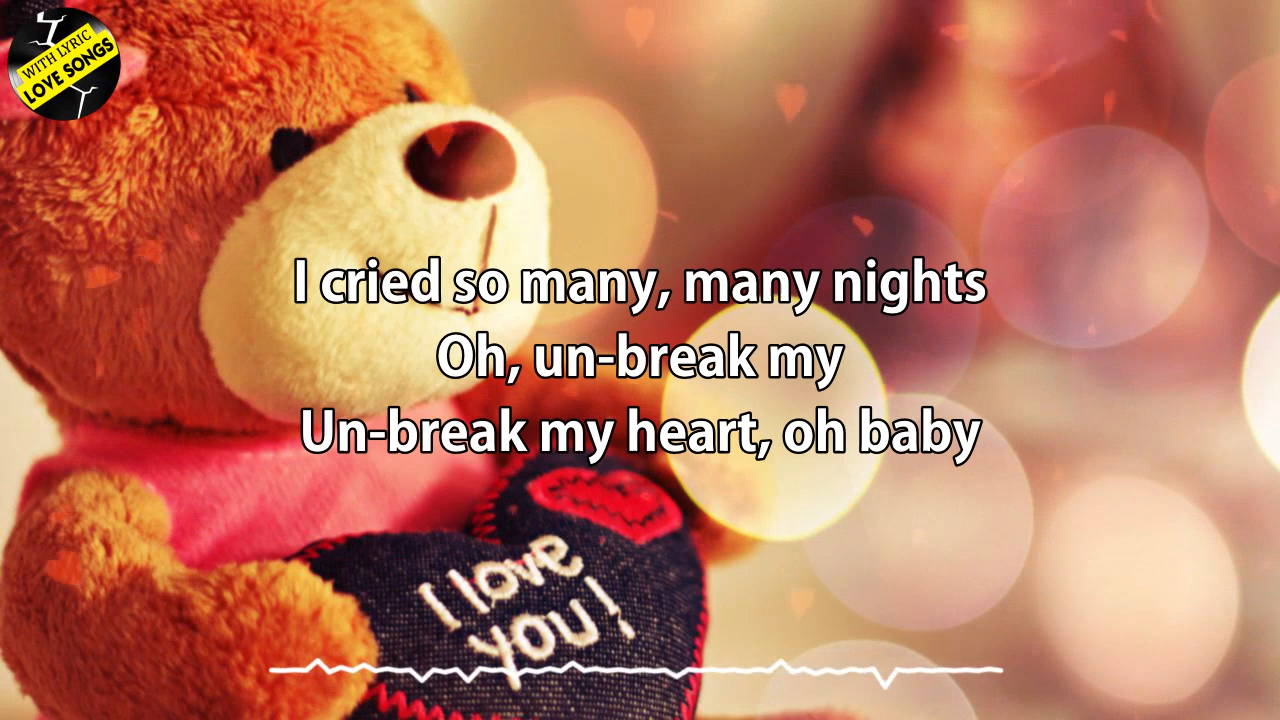 WITH LYRIC
LOVE SONGS
I cried so many, many nights
Oh, un-break my
Un-break my heart, oh baby
I love
you!